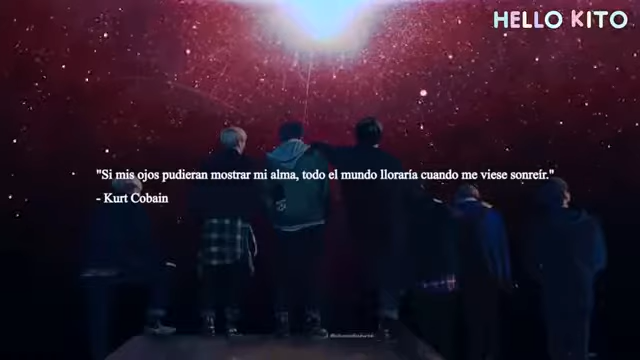 HELLO KITO
"Si mis ojos pudieran mostrar mi alma, todo el mundo lloraría cuando me viese sonreír."
- Kurt Cobain